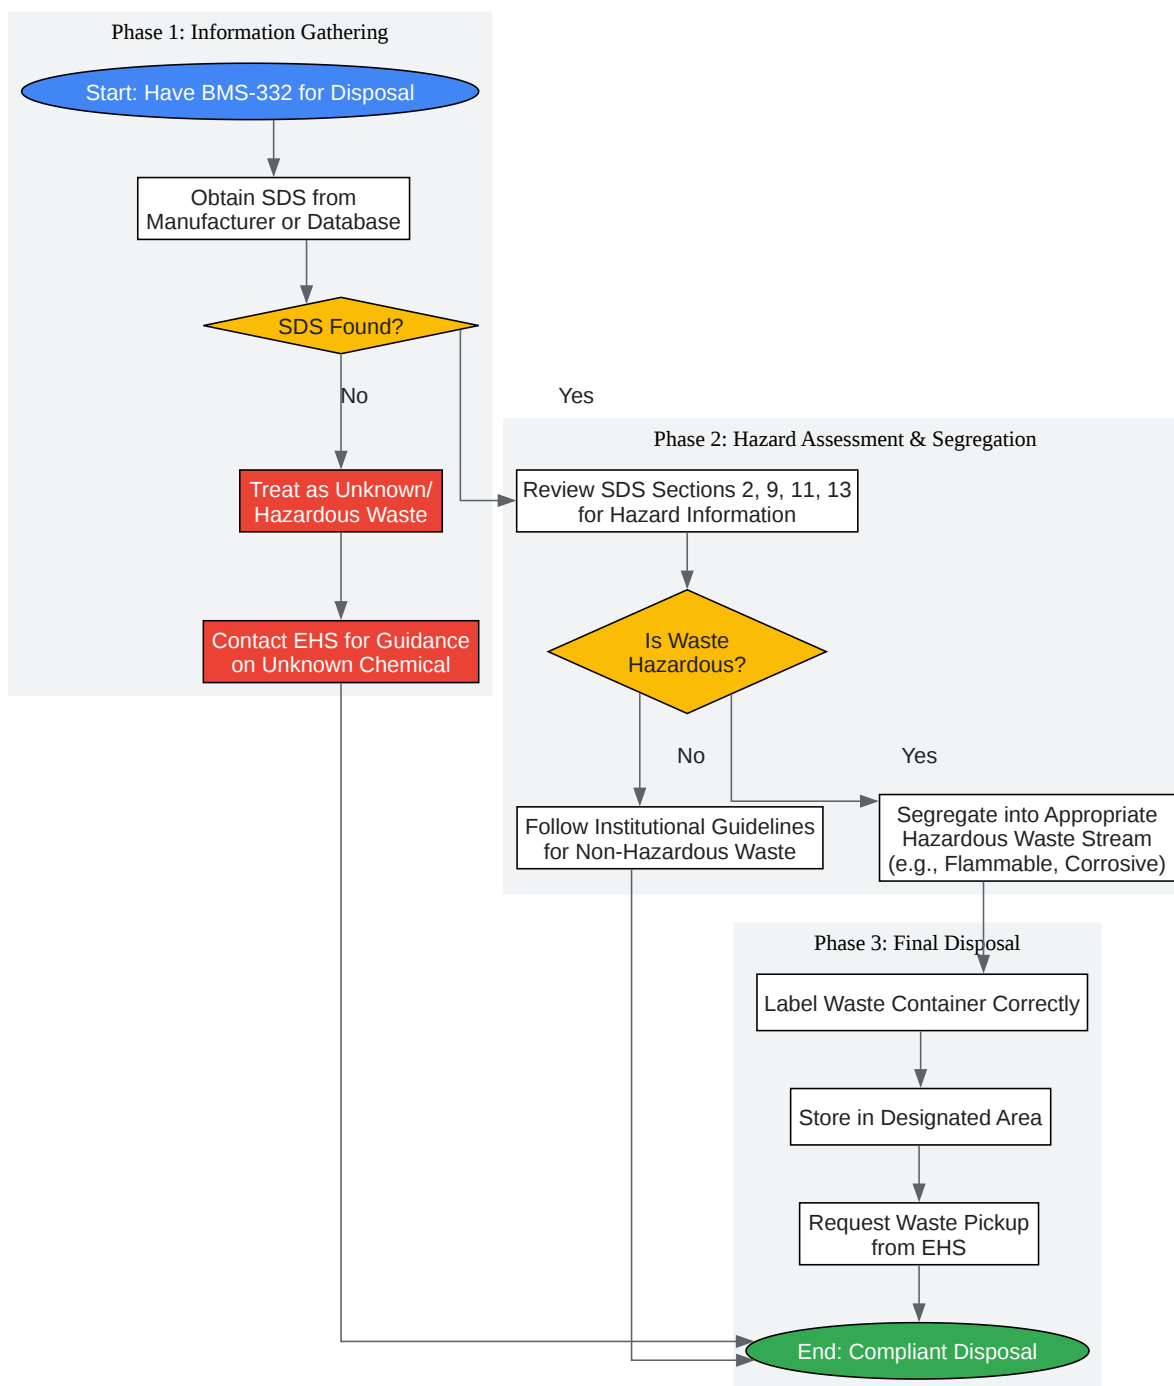 Phase 1: Information Gathering
Start: Have BMS-332 for Disposal
Obtain SDS from
Manufacturer or Database
SDS Found?
No
Yes
Treat as Unknown/
Hazardous Waste
Contact EHS for Guidance
on Unknown Chemical
Phase 2: Hazard Assessment & Segregation
Review SDS Sections 2, 9, 11, 13
for Hazard Information
Is Waste
Hazardous?
No
Yes
Follow Institutional Guidelines
for Non-Hazardous Waste
Segregate into Appropriate
Hazardous Waste Stream
(e.g., Flammable, Corrosive)
Phase 3: Final Disposal
Label Waste Container Correctly
Store in Designated Area
Request Waste Pickup
from EHS
End: Compliant Disposal